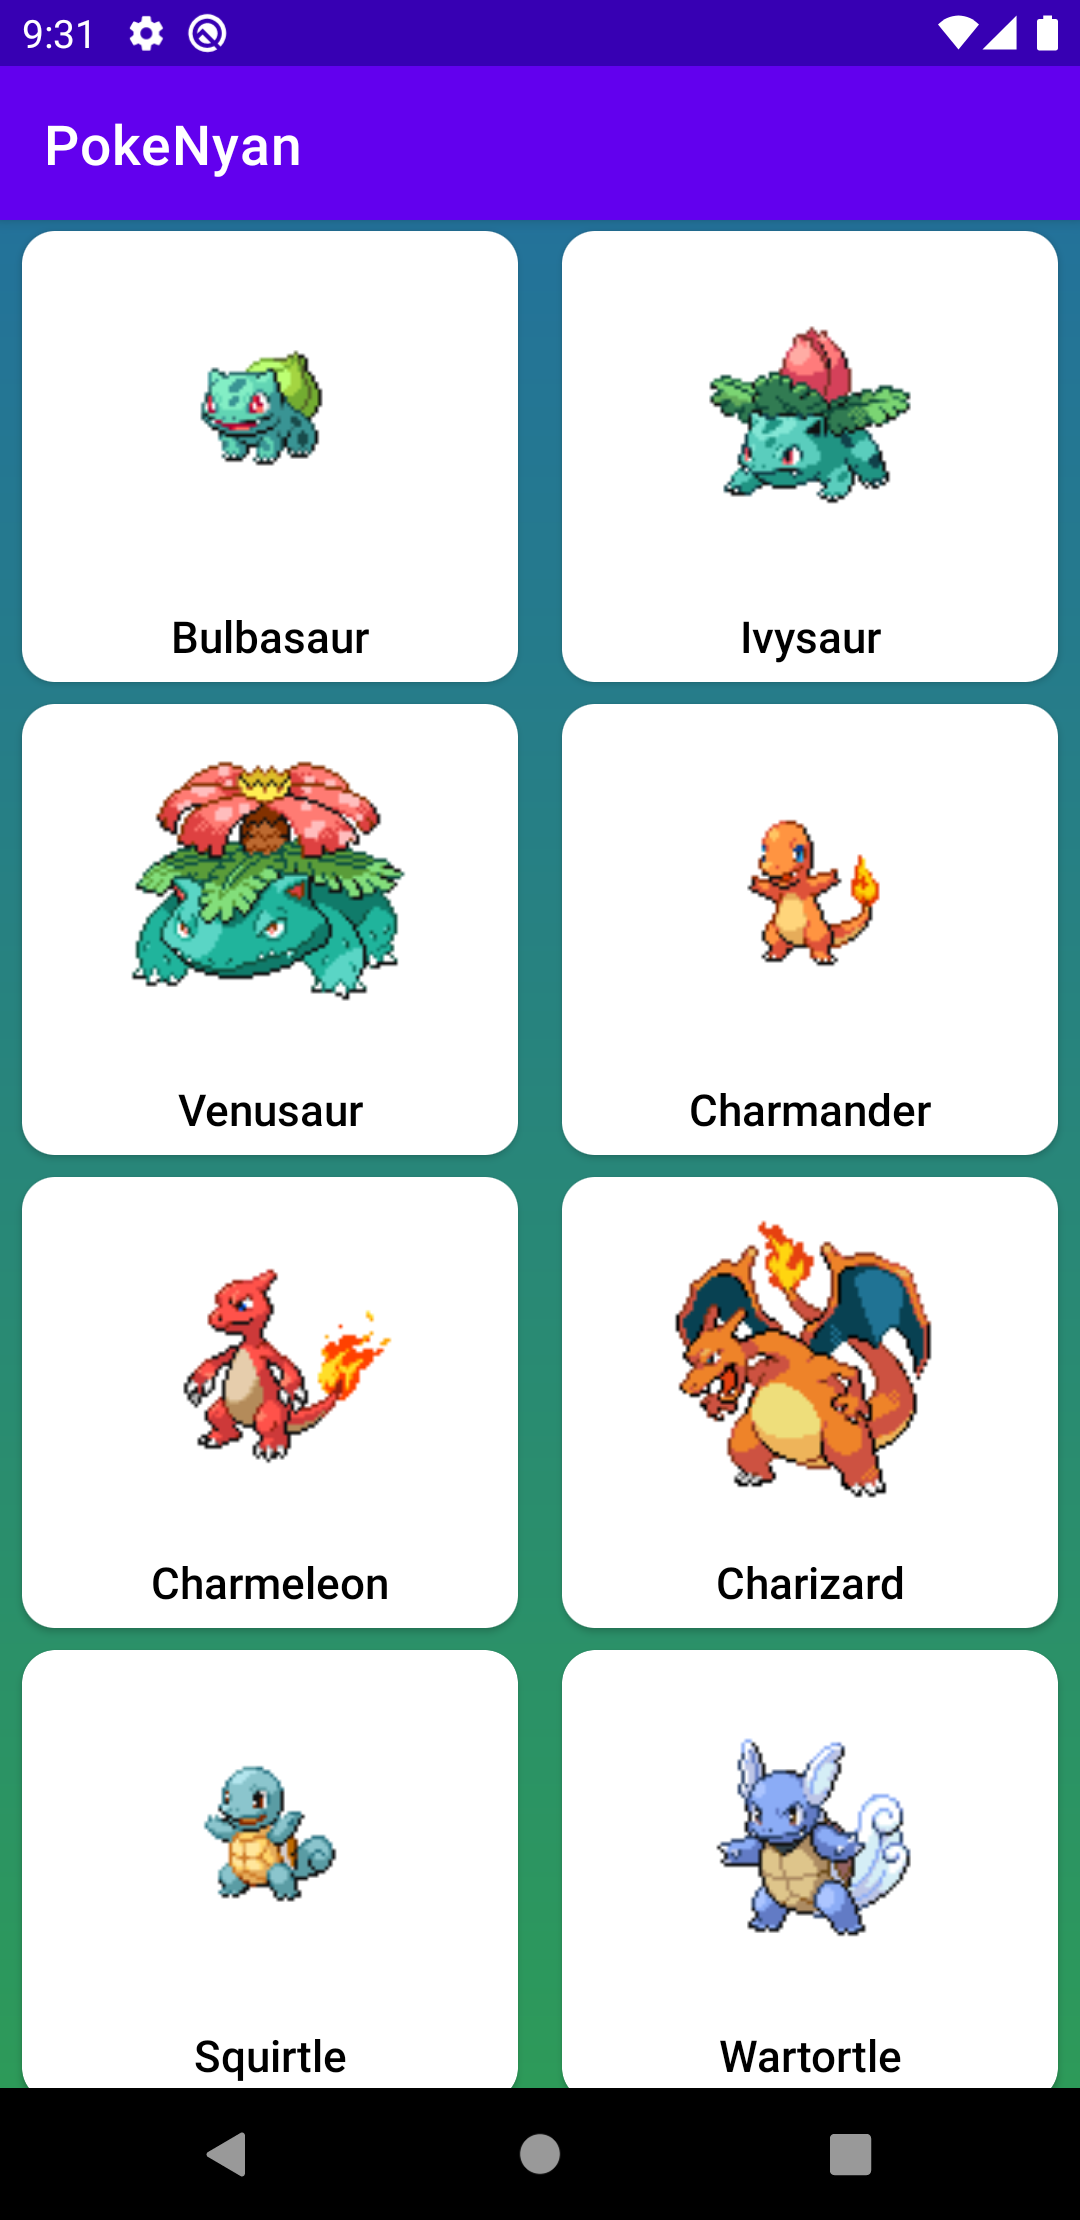 9:31
PokeNyan
Bulbasaur
Ivysaur
Venusaur
Charmander
Charmeleon
Charizard
Squirtle
Wartortle